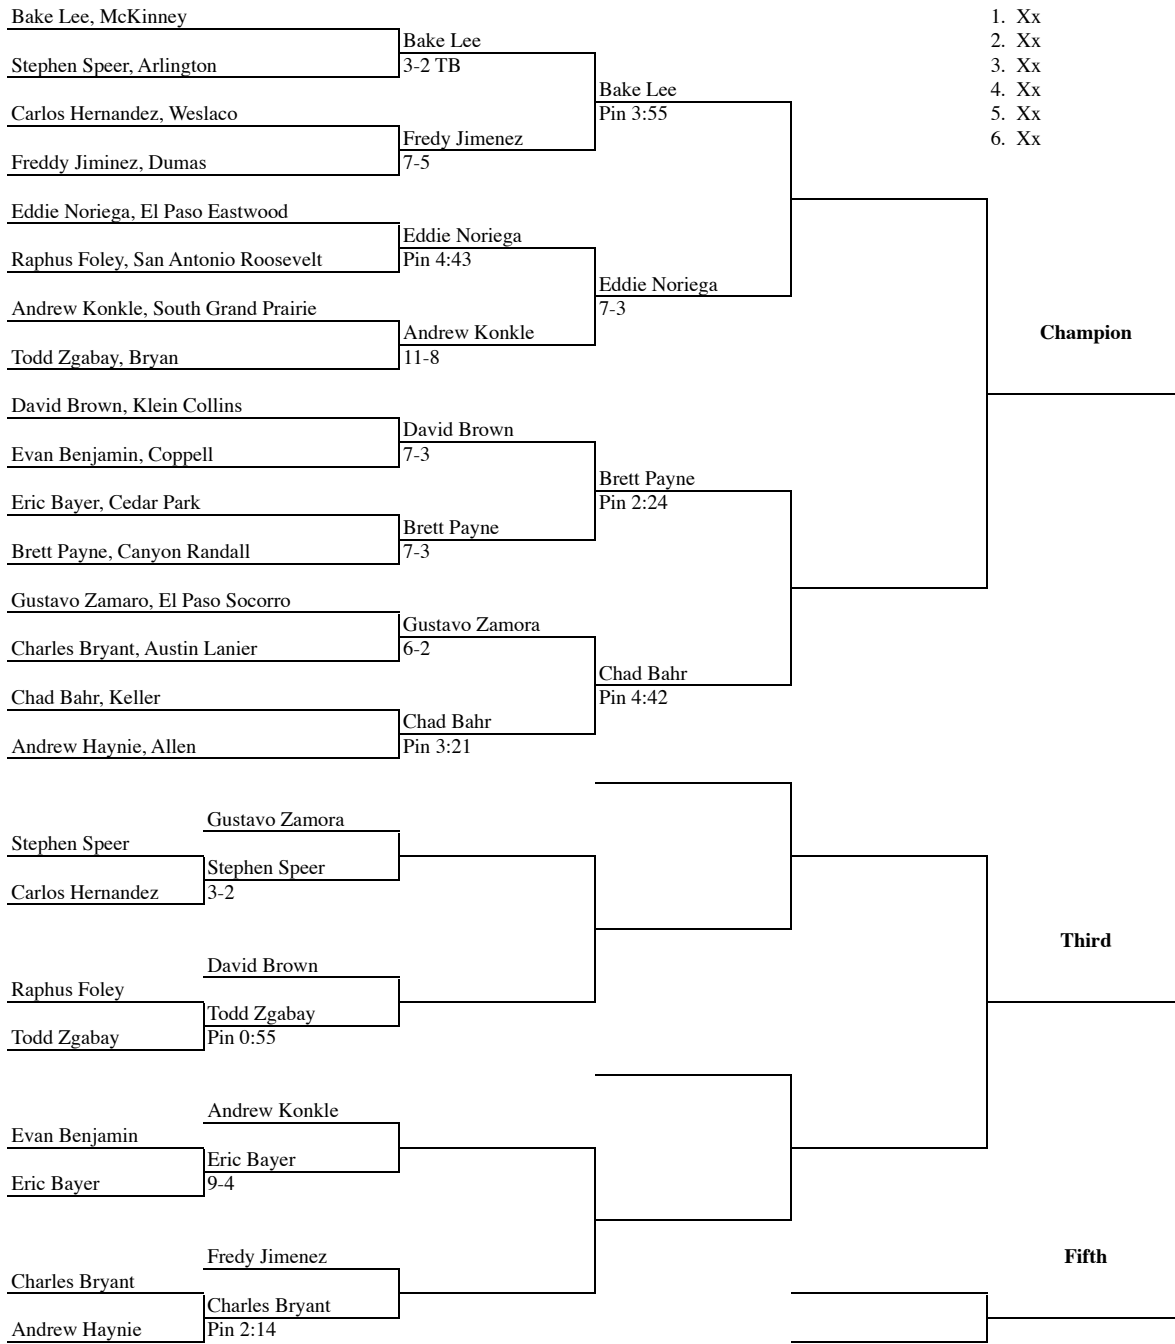 Bake Lee, McKinney
1. Xx
Bake Lee
2. Xx
Stephen Speer, Arlington
3-2 TB
3. Xx
Bake Lee
4. Xx
Carlos Hernandez, Weslaco
Pin 3:55
5. Xx
Fredy Jimenez
6. Xx
Freddy Jiminez, Dumas
7-5
Eddie Noriega, El Paso Eastwood
Eddie Noriega
Raphus Foley, San Antonio Roosevelt
Pin 4:43
Eddie Noriega
Andrew Konkle, South Grand Prairie
7-3
Andrew Konkle
Champion
Todd Zgabay, Bryan
11-8
David Brown, Klein Collins
David Brown
Evan Benjamin, Coppell
7-3
Brett Payne
Eric Bayer, Cedar Park
Pin 2:24
Brett Payne
Brett Payne, Canyon Randall
7-3
Gustavo Zamaro, El Paso Socorro
Gustavo Zamora
Charles Bryant, Austin Lanier
6-2
Chad Bahr
Chad Bahr, Keller
Pin 4:42
Chad Bahr
Andrew Haynie, Allen
Pin 3:21
Gustavo Zamora
Stephen Speer
Stephen Speer
Carlos Hernandez
3-2
Third
David Brown
Raphus Foley
Todd Zgabay
Todd Zgabay
Pin 0:55
Andrew Konkle
Evan Benjamin
Eric Bayer
Eric Bayer
9-4
Fredy Jimenez
Fifth
Charles Bryant
Charles Bryant
Andrew Haynie
Pin 2:14